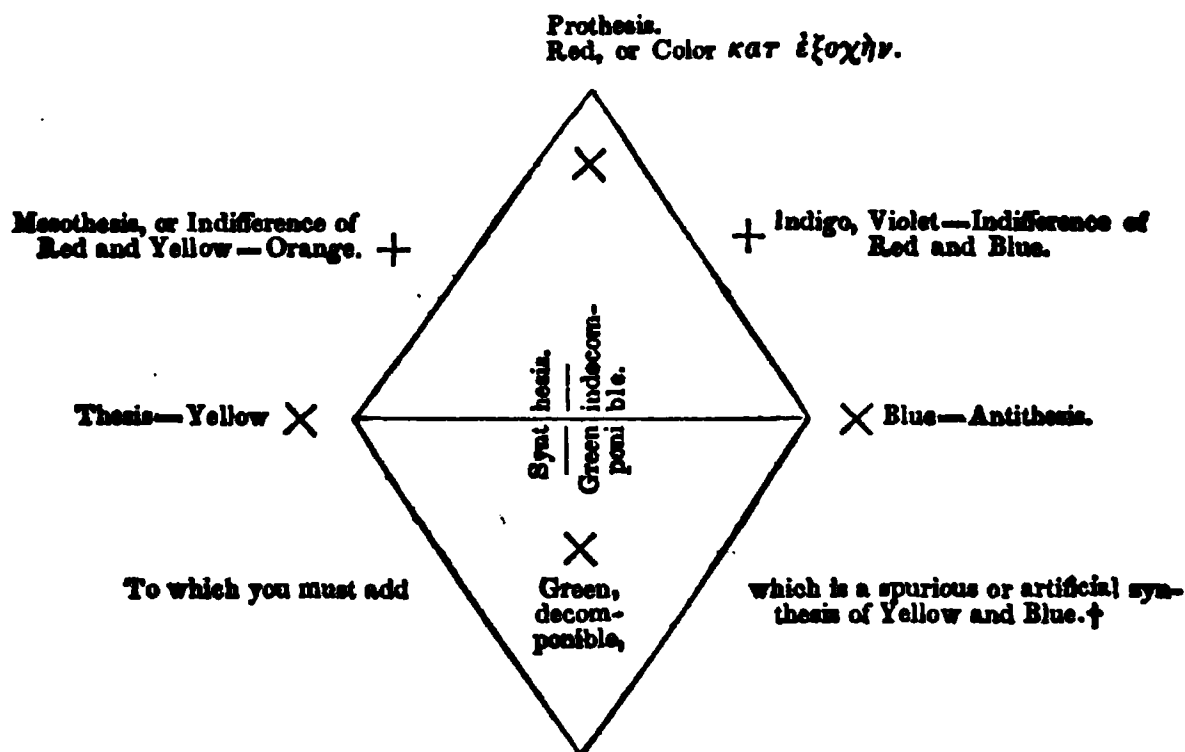 Prothesis.
Red, or Color κατ ἐξοχὴν.
Mesothesis, or Indifference of
Red and Yellow—Orange.
Indigo, Violet—Indifference of
Red and Blue.
Synthesis.
Green indecom-
ponible.
Thesis—Yellow
Blue—Antithesis.
To which you must add
Green,
decom-
ponible,
which is a spurious or artificial syn-
thesis of Yellow and Blue.†